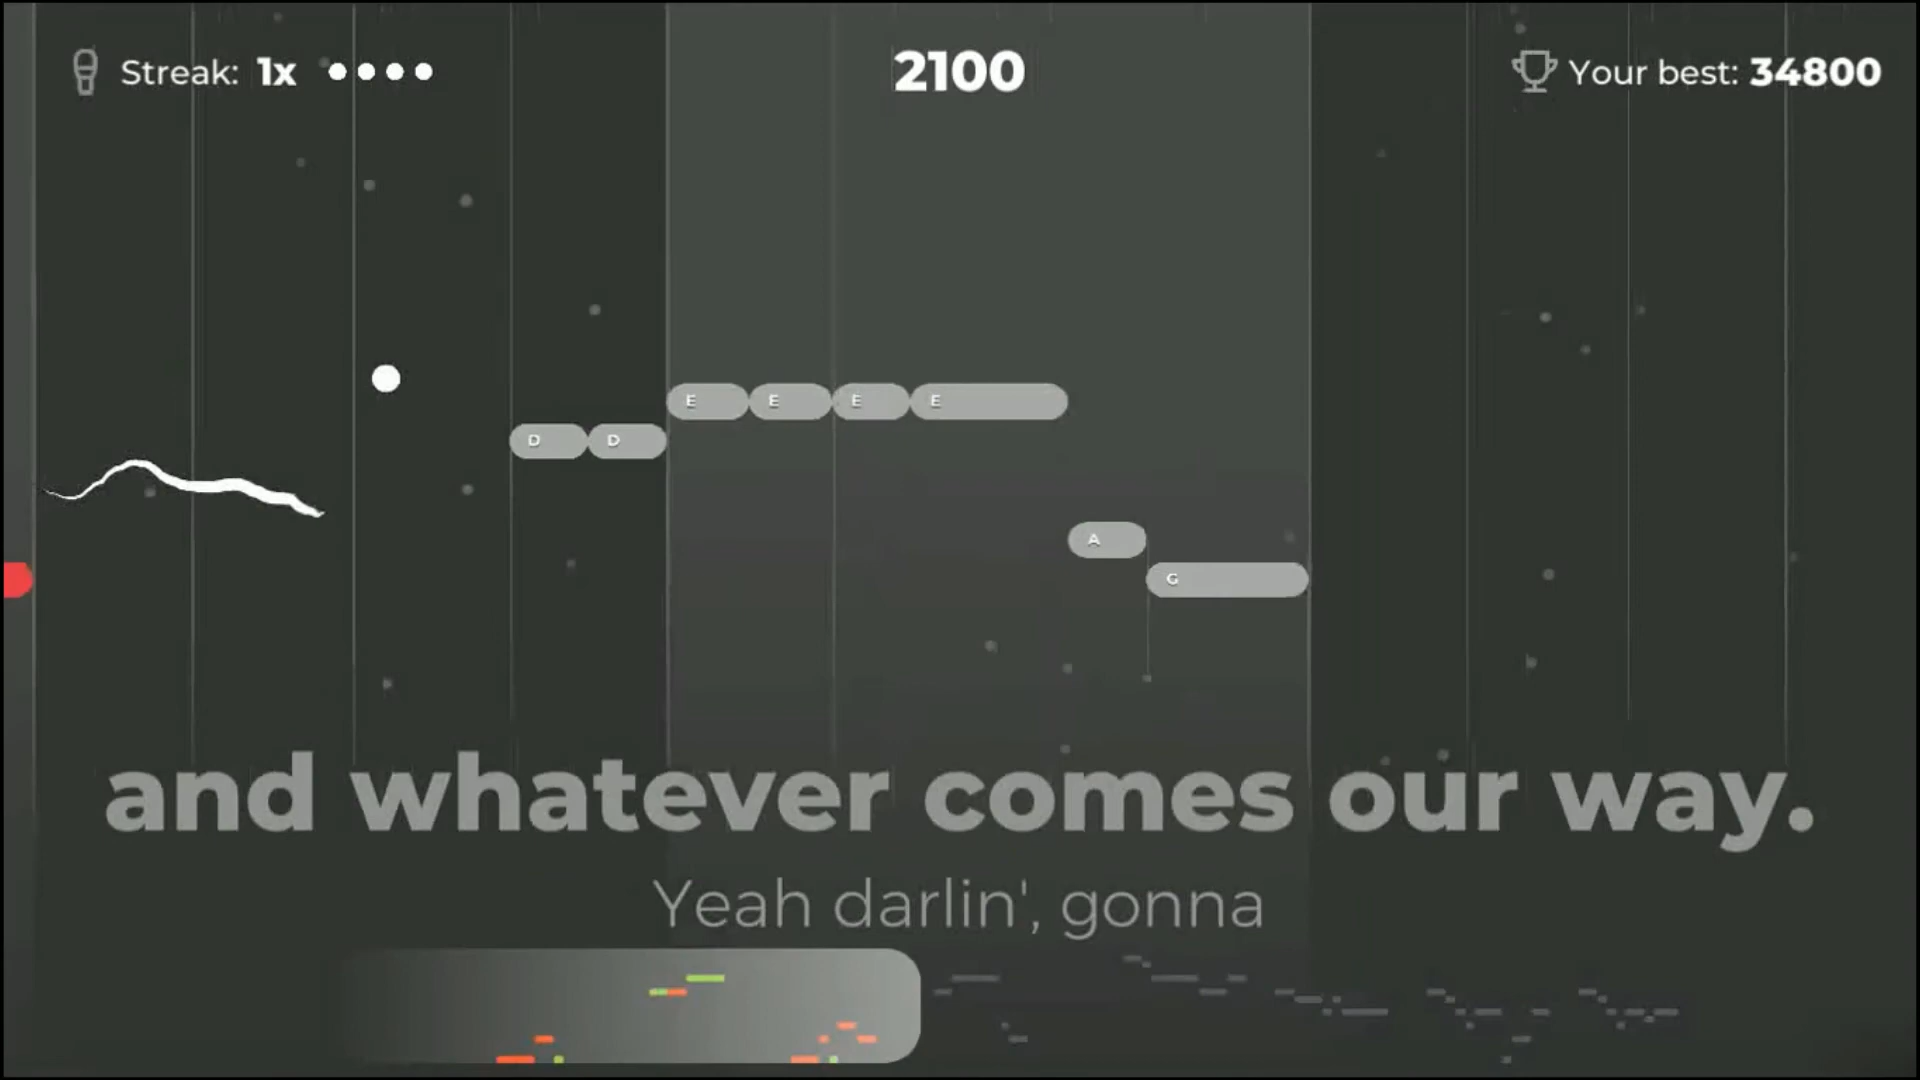 Streak: 1x
2100
Your best: 34800
E E E E
D D
A
G
and whatever comes our way.
Yeah darlin', gonna